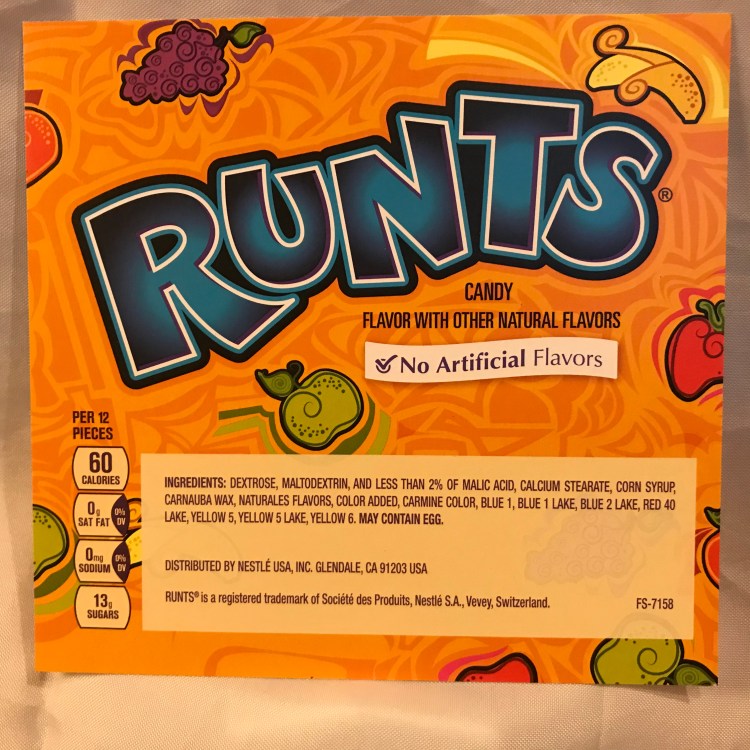 RUNTS®
CANDY
FLAVOR WITH OTHER NATURAL FLAVORS
No Artificial Flavors
PER 12
PIECES
60
CALORIES
0g
SAT FAT
0%
DV
0mg
SODIUM
0%
DV
13g
SUGARS
INGREDIENTS: DEXTROSE, MALTODEXTRIN, AND LESS THAN 2% OF MALIC ACID, CALCIUM STEARATE, CORN SYRUP,
CARNAUBA WAX, NATURALES FLAVORS, COLOR ADDED, CARMINE COLOR, BLUE 1, BLUE 1 LAKE, BLUE 2 LAKE, RED 40
LAKE, YELLOW 5, YELLOW 5 LAKE, YELLOW 6. MAY CONTAIN EGG.
DISTRIBUTED BY NESTLÉ USA, INC. GLENDALE, CA 91203 USA
RUNTS® is a registered trademark of Société des Produits, Nestlé S.A., Vevey, Switzerland.
FS-7158